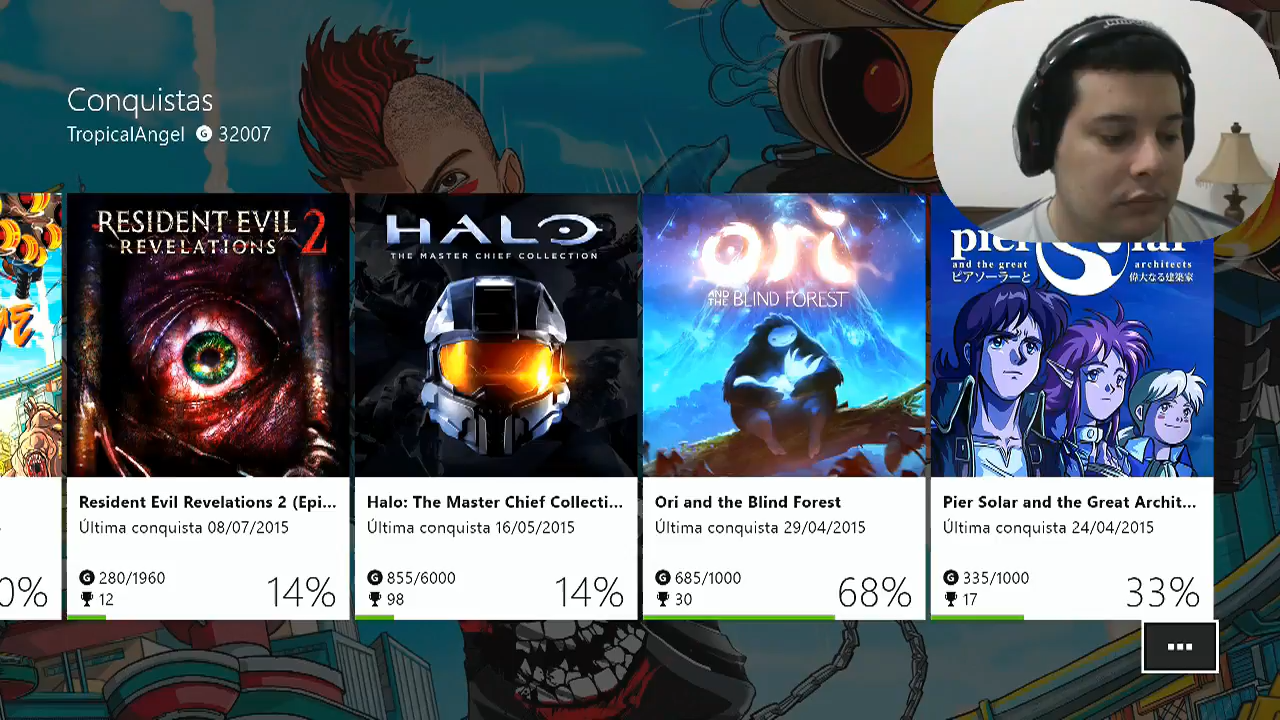 Conquistas
TropicalAngel G 32007
RESIDENT EVIL
REVELATIONS 2
HALO
THE MASTER CHIEF COLLECTION
ori
AND THE BLIND FOREST
pier
and the great architects
ピアソーラーと 偉大なる建築家
Resident Evil Revelations 2 (Epi...
Última conquista 08/07/2015
G 280/1960
12
14%
Halo: The Master Chief Collecti...
Última conquista 16/05/2015
G 855/6000
98
14%
Ori and the Blind Forest
Última conquista 29/04/2015
G 685/1000
30
68%
Pier Solar and the Great Archit...
Última conquista 24/04/2015
G 335/1000
17
33%
0%
...